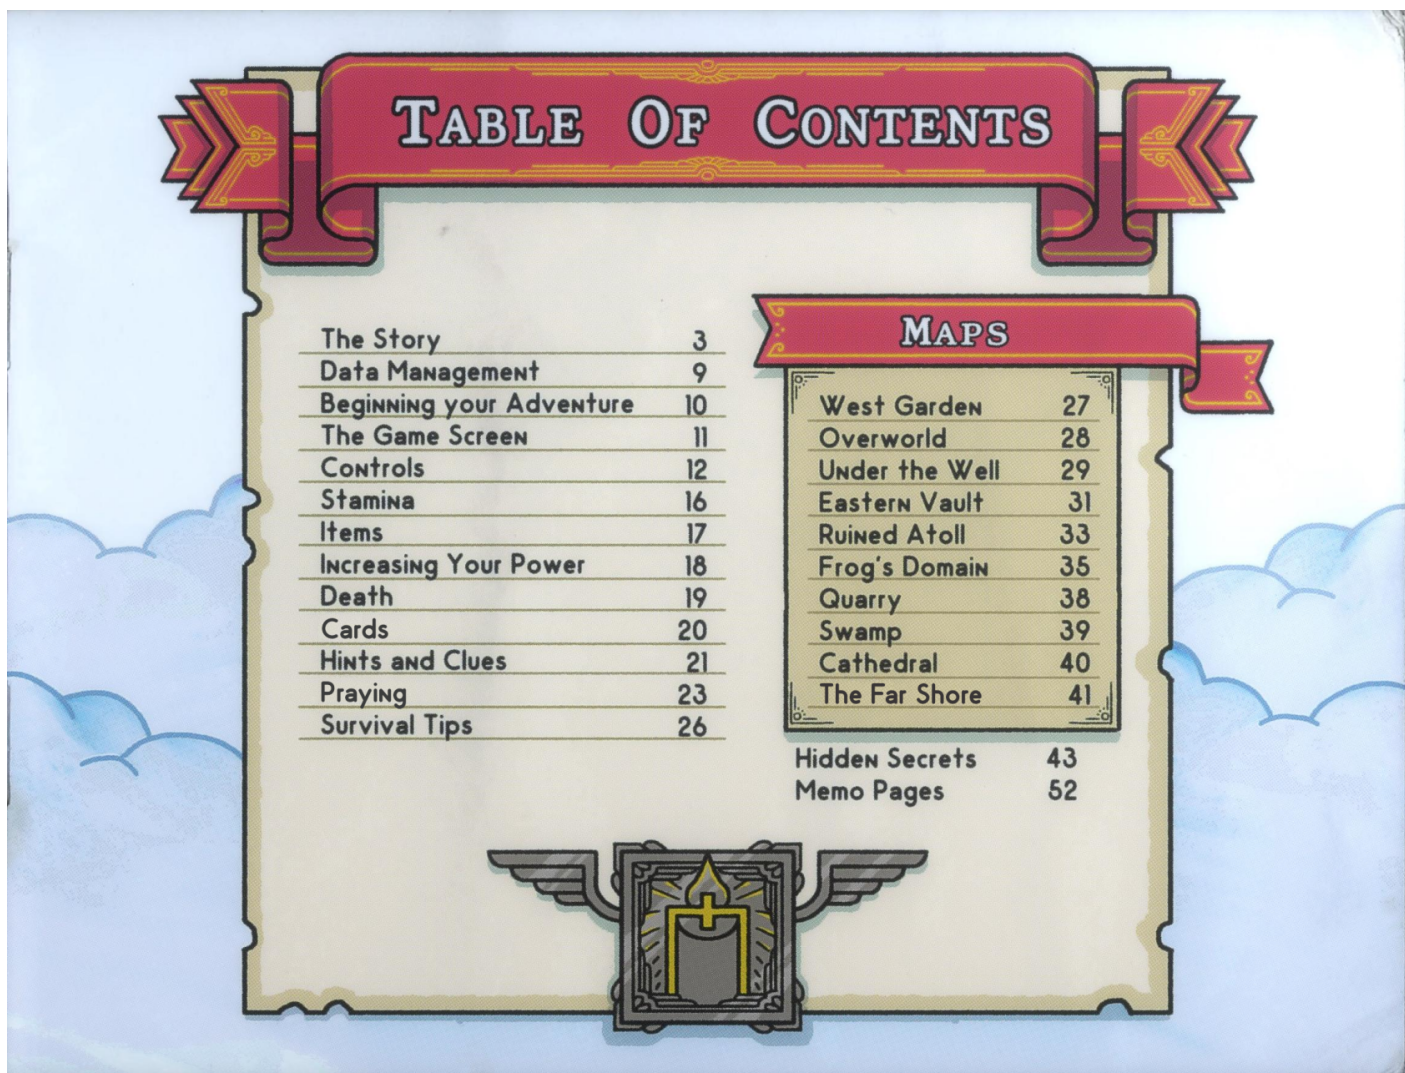 Table Of Contents
The Story 3
Data Management 9
Beginning your Adventure 10
The Game Screen 11
Controls 12
Stamina 16
Items 17
Increasing Your Power 18
Death 19
Cards 20
Hints and Clues 21
Praying 23
Survival Tips 26
Maps
West Garden 27
Overworld 28
Under the Well 29
Eastern Vault 31
Ruined Atoll 33
Frog's Domain 35
Quarry 38
Swamp 39
Cathedral 40
The Far Shore 41
Hidden Secrets 43
Memo Pages 52